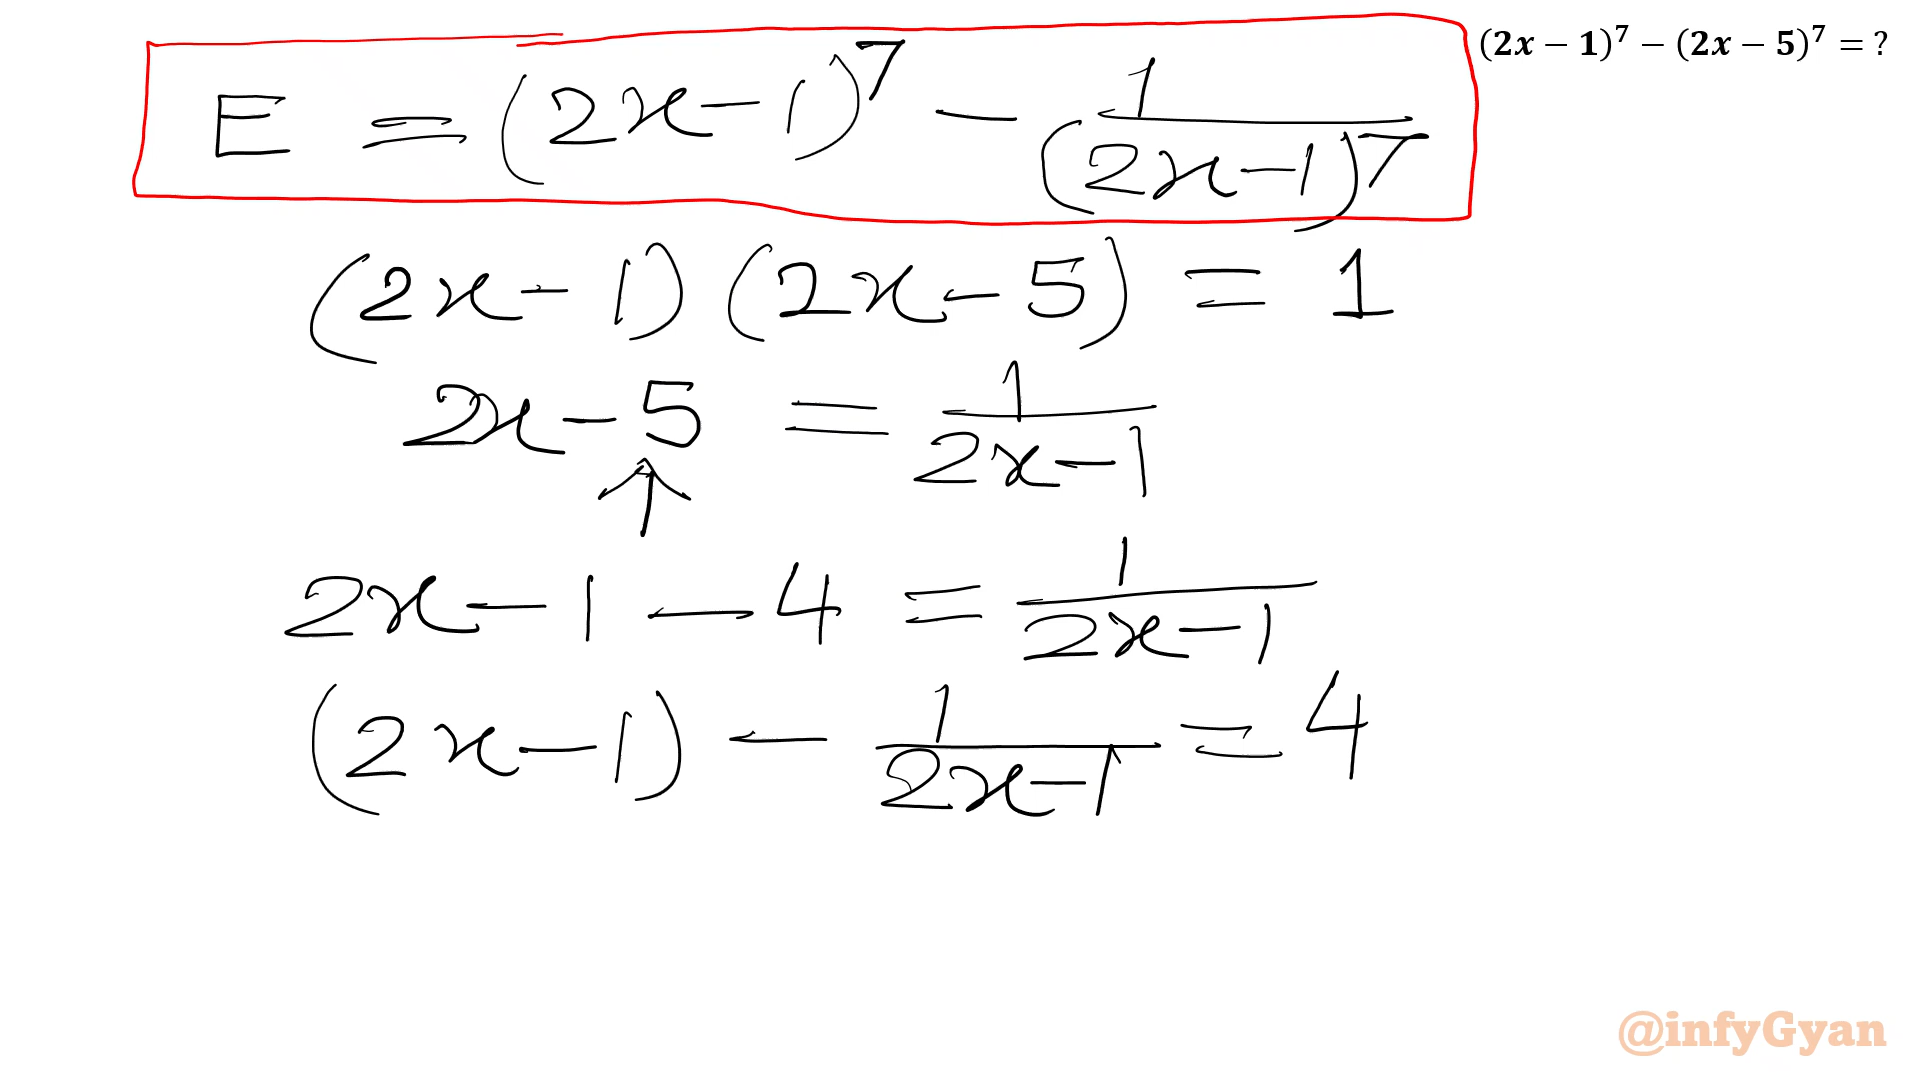 (2x − 1)⁷ − (2x − 5)⁷ = ?
E = (2x−1)⁷ − 1/(2x−1)⁷
(2x−1)(2x−5) = 1
2x−5 = 1/(2x−1)
↑
2x−1−4 = 1/(2x−1)
(2x−1) − 1/(2x−1) = 4
@infyGyan